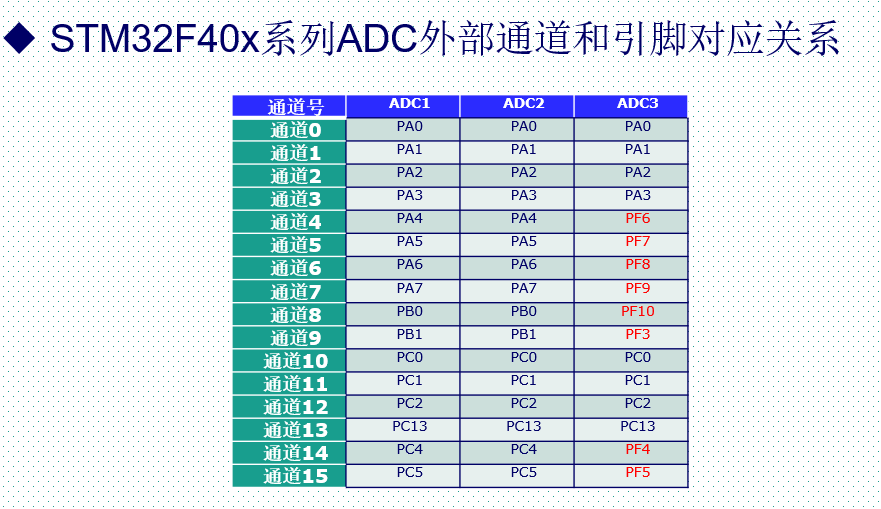 ◆ STM32F40x系列ADC外部通道和引脚对应关系
通道号 ADC1 ADC2 ADC3
通道0 PA0 PA0 PA0
通道1 PA1 PA1 PA1
通道2 PA2 PA2 PA2
通道3 PA3 PA3 PA3
通道4 PA4 PA4 PF6
通道5 PA5 PA5 PF7
通道6 PA6 PA6 PF8
通道7 PA7 PA7 PF9
通道8 PB0 PB0 PF10
通道9 PB1 PB1 PF3
通道10 PC0 PC0 PC0
通道11 PC1 PC1 PC1
通道12 PC2 PC2 PC2
通道13 PC13 PC13 PC13
通道14 PC4 PC4 PF4
通道15 PC5 PC5 PF5